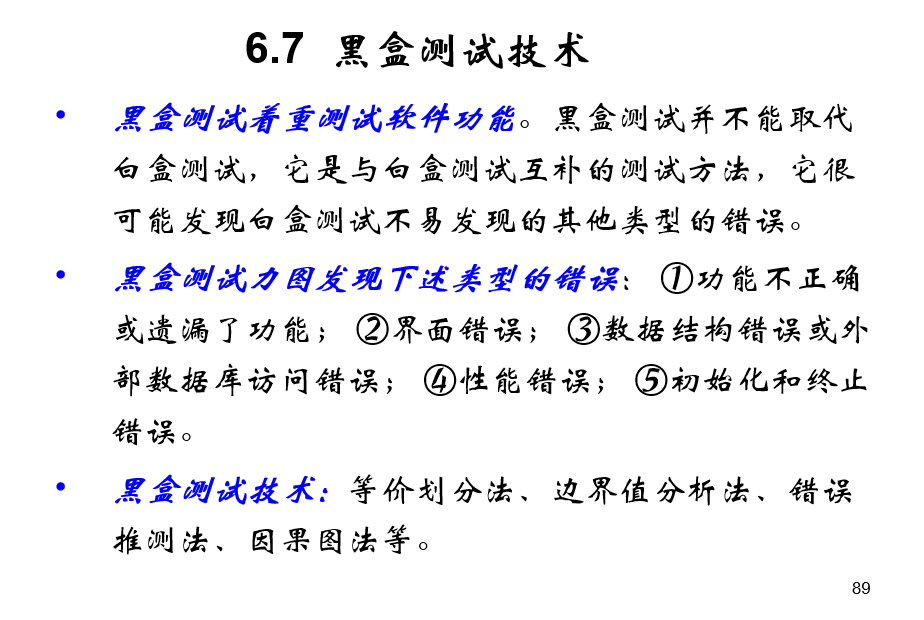 6.7 黑盒测试技术
• 黑盒测试着重测试软件功能。黑盒测试并不能取代
白盒测试，它是与白盒测试互补的测试方法，它很
可能发现白盒测试不易发现的其他类型的错误。
• 黑盒测试力图发现下述类型的错误：①功能不正确
或遗漏了功能；②界面错误；③数据结构错误或外
部数据库访问错误；④性能错误；⑤初始化和终止
错误。
• 黑盒测试技术：等价划分法、边界值分析法、错误
推测法、因果图法等。
89